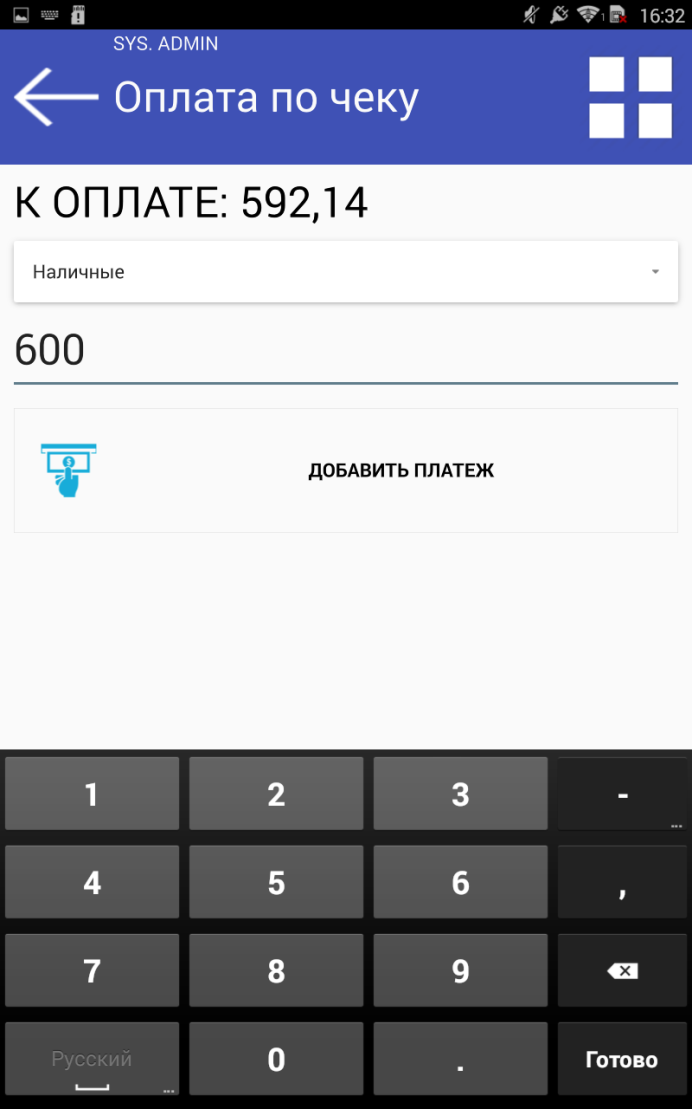 16:32
SYS. ADMIN
Оплата по чеку
К ОПЛАТЕ: 592,14
Наличные
600
ДОБАВИТЬ ПЛАТЕЖ
1 2 3 -
4 5 6 ,
7 8 9
Русский 0 . Готово